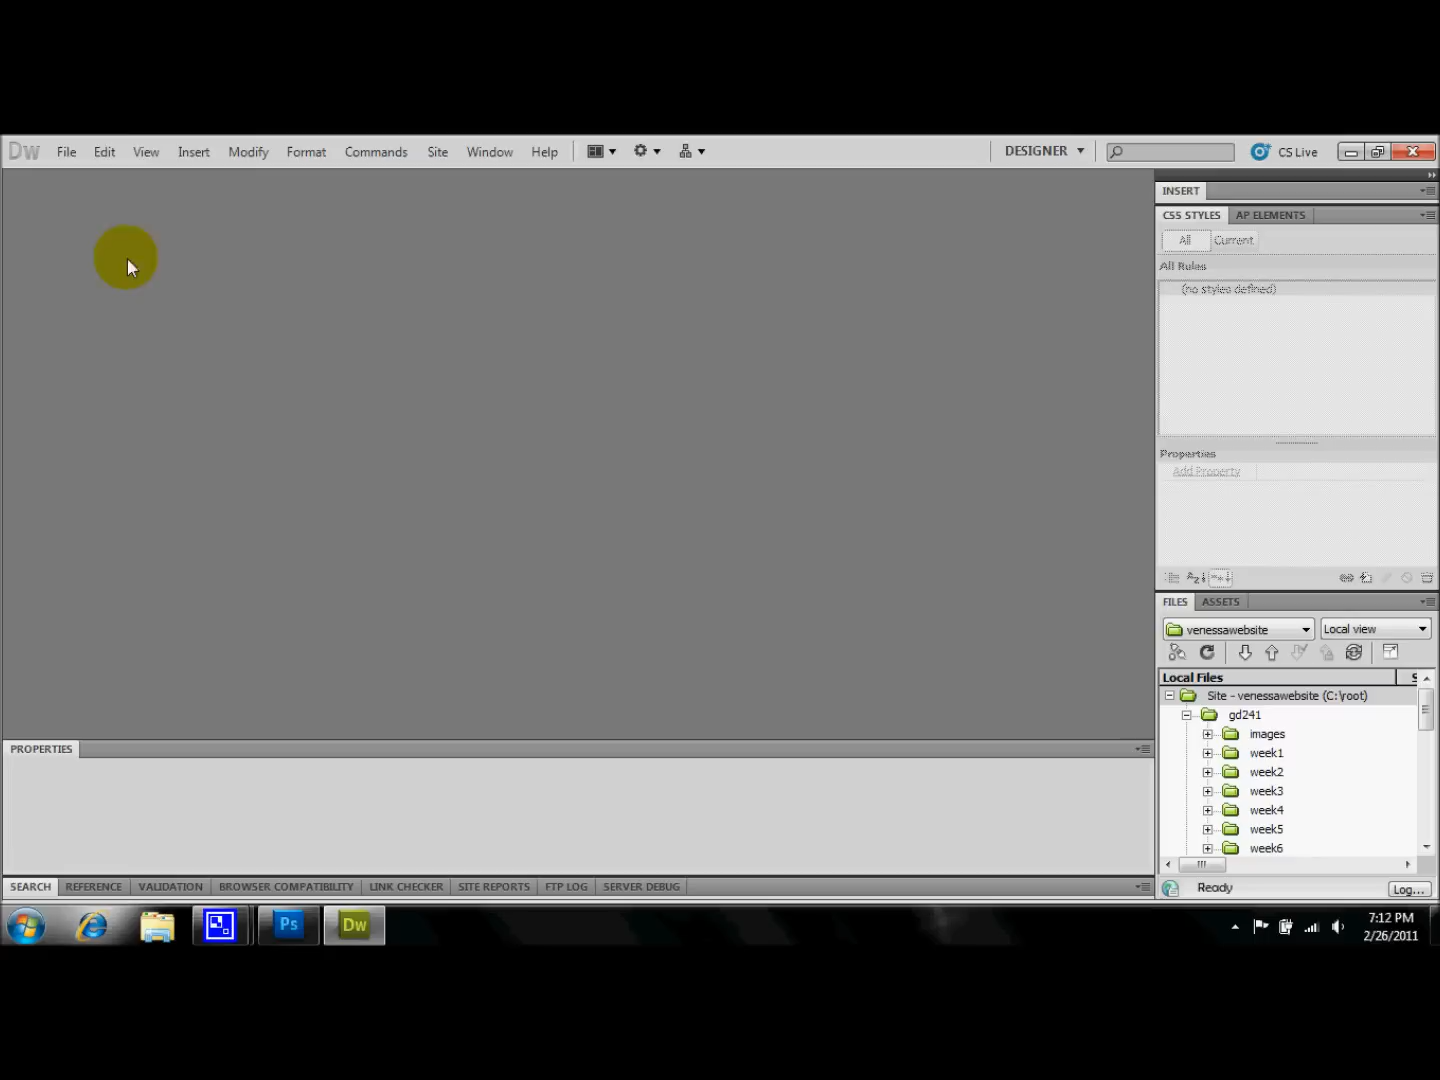 Dw File Edit View Insert Modify Format Commands Site Window Help DESIGNER CS Live
INSERT
CSS STYLES AP ELEMENTS
All Current
All Rules
(no styles defined)
Properties
Add Property
FILES ASSETS
venessawebsite Local view
Local Files S
Site - venessawebsite (C:\root)
gd241
images
week1
week2
week3
week4
week5
week6
Ready Log...
PROPERTIES
SEARCH REFERENCE VALIDATION BROWSER COMPATIBILITY LINK CHECKER SITE REPORTS FTP LOG SERVER DEBUG
Ps Dw
7:12 PM
2/26/2011